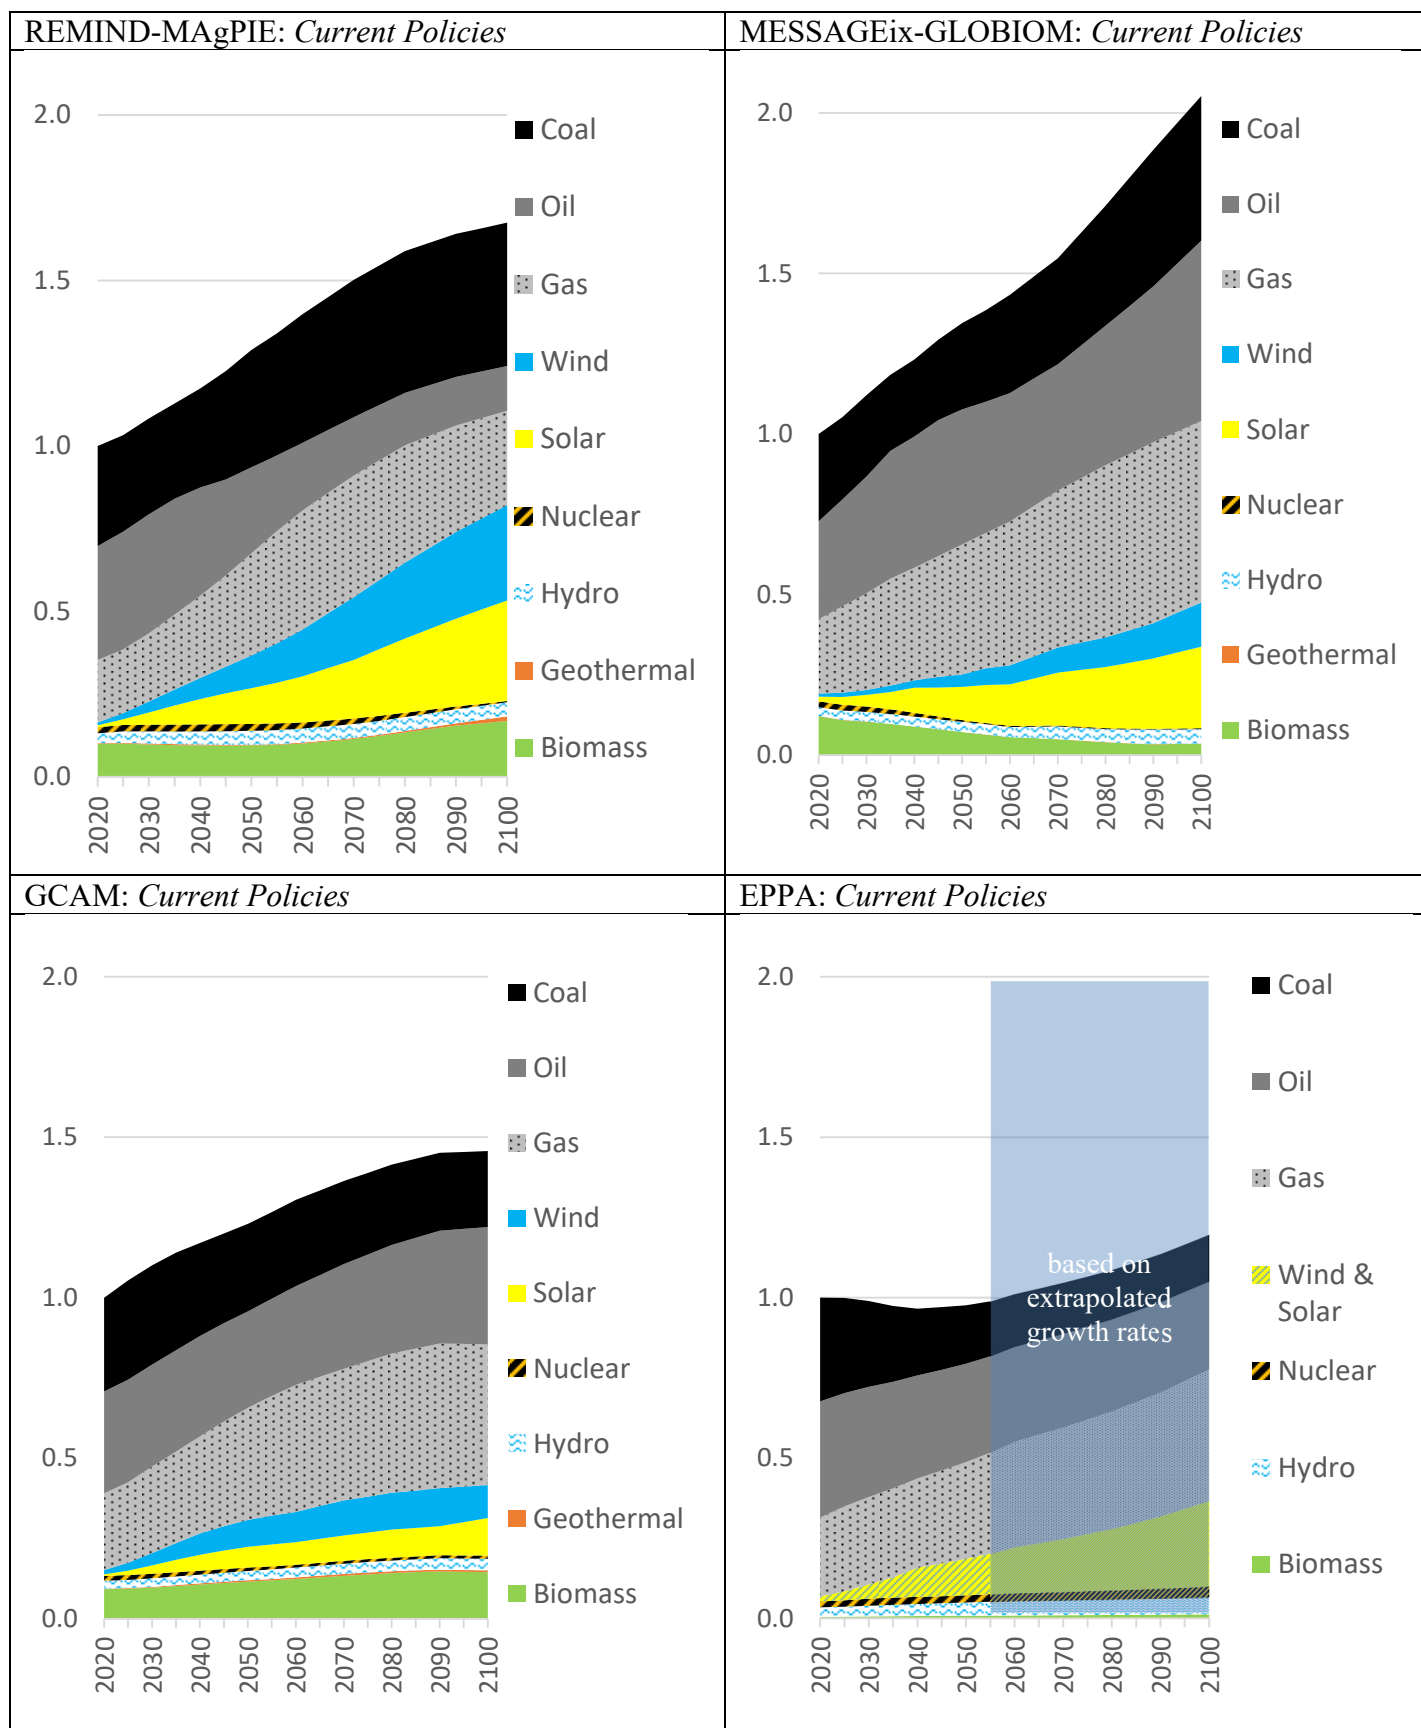 REMIND-MAgPIE: Current Policies
2.0
1.5
1.0
0.5
0.0
2020
2030
2040
2050
2060
2070
2080
2090
2100
Coal
Oil
Gas
Wind
Solar
Nuclear
Hydro
Geothermal
Biomass
MESSAGEix-GLOBIOM: Current Policies
2.0
1.5
1.0
0.5
0.0
2020
2030
2040
2050
2060
2070
2080
2090
2100
Coal
Oil
Gas
Wind
Solar
Nuclear
Hydro
Geothermal
Biomass
GCAM: Current Policies
2.0
1.5
1.0
0.5
0.0
2020
2030
2040
2050
2060
2070
2080
2090
2100
Coal
Oil
Gas
Wind
Solar
Nuclear
Hydro
Geothermal
Biomass
EPPA: Current Policies
2.0
1.5
1.0
0.5
0.0
based on
extrapolated
growth rates
2020
2030
2040
2050
2060
2070
2080
2090
2100
Coal
Oil
Gas
Wind &
Solar
Nuclear
Hydro
Biomass